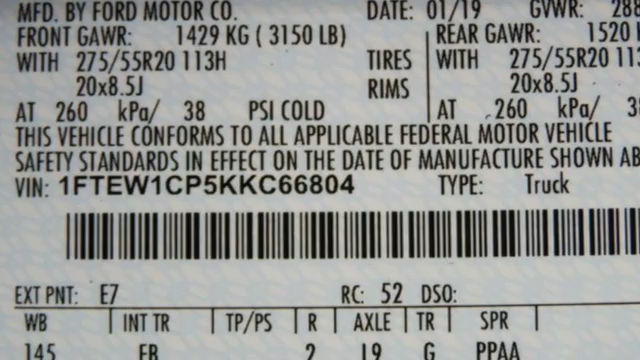 MFD. BY FORD MOTOR CO. DATE: 01/19 GVWR:
FRONT GAWR: 1429 KG ( 3150 LB) REAR GAWR: 1520
WITH 275/55R20 113H TIRES WITH 275/55R20
20x8.5J RIMS 20x8.5J
AT 260 kPa/ 38 PSI COLD AT 260 kPa/
THIS VEHICLE CONFORMS TO ALL APPLICABLE FEDERAL MOTOR VEHICLE
SAFETY STANDARDS IN EFFECT ON THE DATE OF MANUFACTURE SHOWN
VIN: 1FTEW1CP5KKC66804 TYPE: Truck
EXT PNT: E7 RC: 52 DSO:
WB INT TR TP/PS R AXLE TR SPR
145 2 19 G PPAA